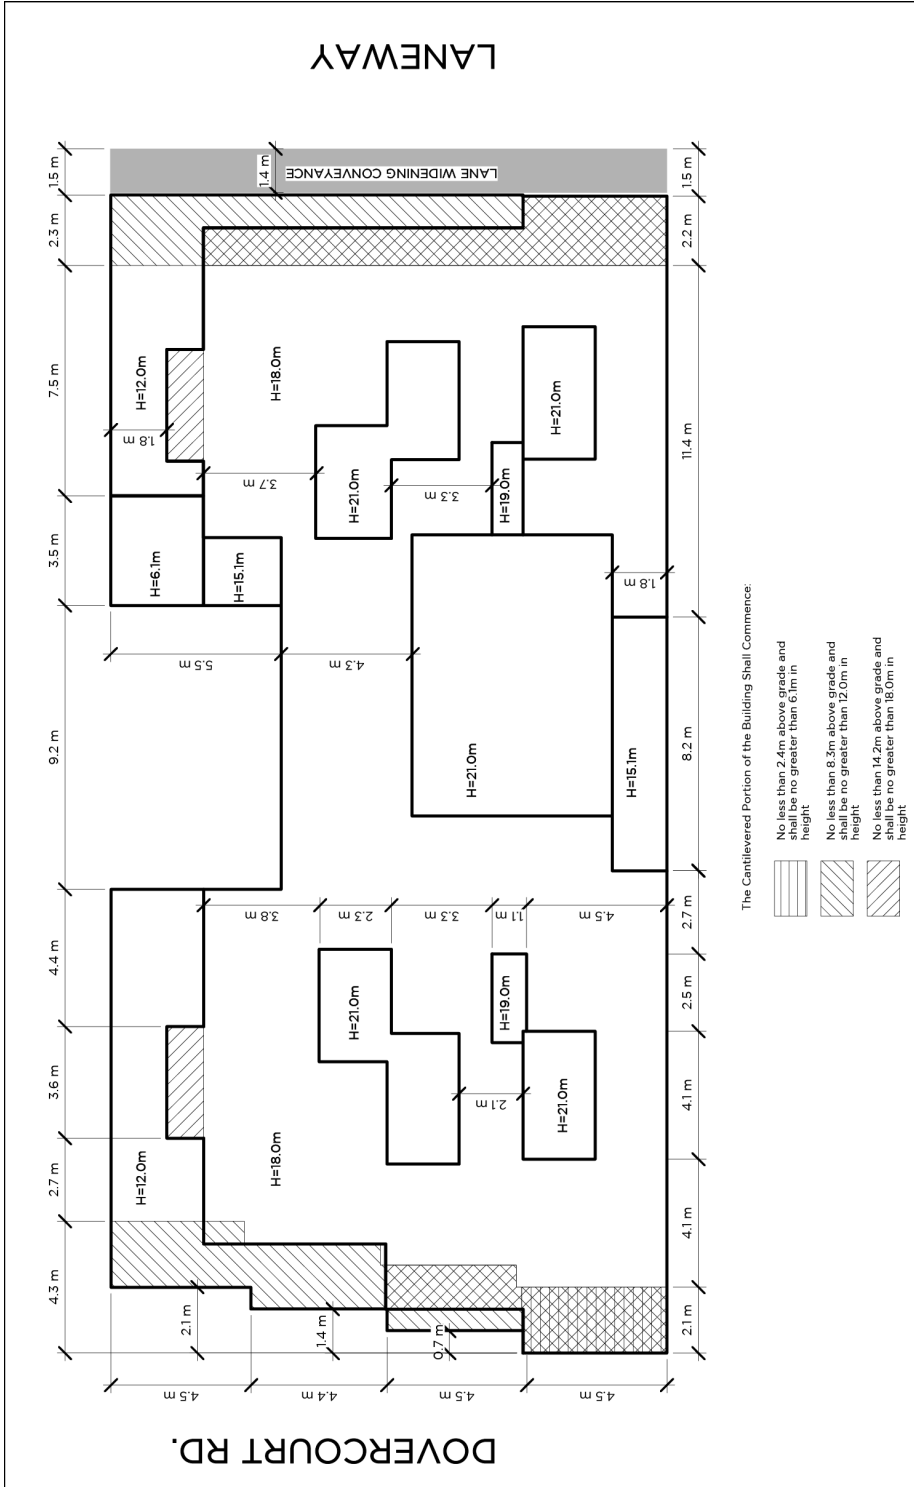 LANEWAY
1.5 m
1.4 m
LANE WIDENING CONVEYANCE
1.5 m
2.3 m
2.2 m
7.5 m
H=12.0m
1.8 m
H=18.0m
3.7 m
H=21.0m
3.3 m
H=19.0m
H=21.0m
11.4 m
3.5 m
H=6.1m
H=15.1m
1.8 m
9.2 m
5.5 m
4.3 m
H=21.0m
H=15.1m
8.2 m
4.4 m
3.8 m
2.3 m
3.3 m
1.1 m
4.5 m
2.7 m
H=21.0m
H=19.0m
2.5 m
3.6 m
2.1 m
H=21.0m
4.1 m
2.7 m
H=12.0m
H=18.0m
4.1 m
4.3 m
2.1 m
1.4 m
0.7 m
2.1 m
4.5 m
4.4 m
4.5 m
4.5 m
DOVERCOURT RD.
The Cantilevered Portion of the Building Shall Commence:
No less than 2.4m above grade and
shall be no greater than 6.1m in
height
No less than 8.3m above grade and
shall be no greater than 12.0m in
height
No less than 14.2m above grade and
shall be no greater than 18.0m in
height